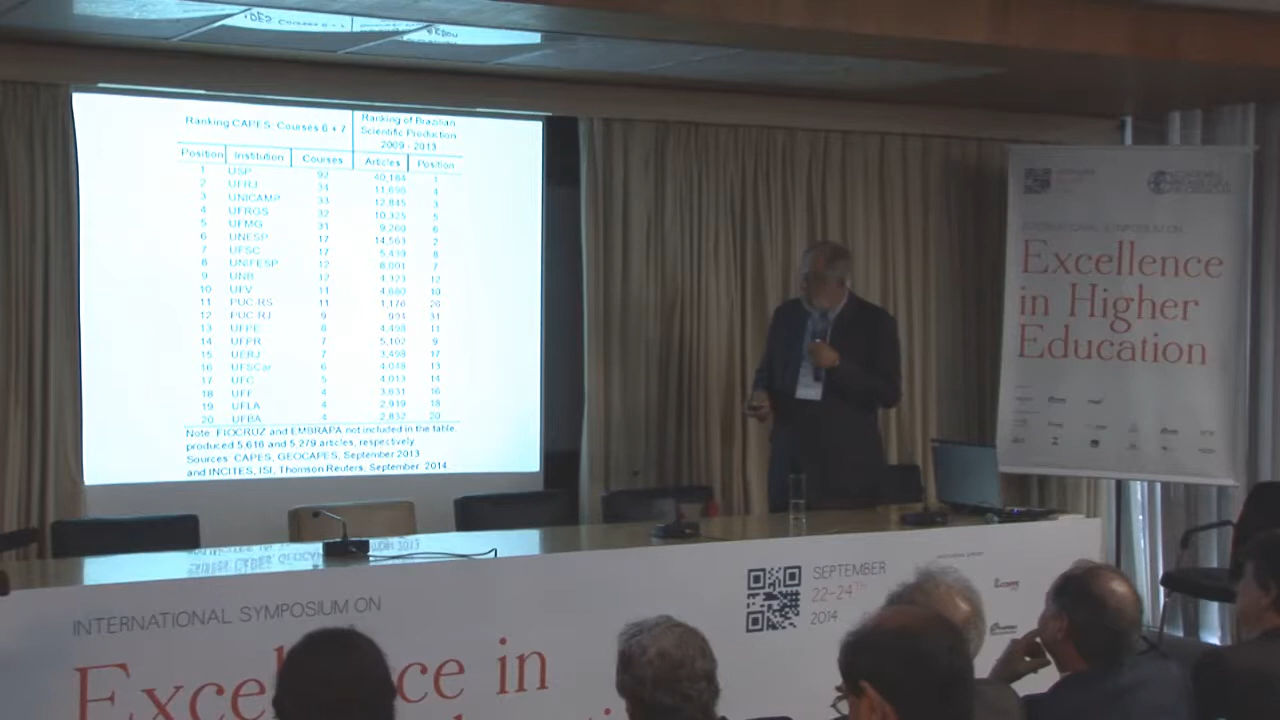 Ranking CAPES: Courses 6 + 7
Ranking of Brazilian
Scientific Production
2009 - 2013
Position Institution Courses Articles Position
1 USP 92 40,184 1
2 UFRJ 34 11,696 4
3 UNICAMP 33 12,845 3
4 UFRGS 32 10,325 5
5 UFMG 31 9,260 6
6 UNESP 17 14,563 2
7 UFSC 17 5,439 8
8 UNIFESP 12 8,001 7
9 UNB 12 4,323 12
10 UFV 11 4,680 10
11 PUC-RS 11 1,176 26
12 PUC-RJ 9 931
13 UFPE 8 4,498 11
14 UFPR 7 5,102 9
15 UERJ 7 3,498 17
16 UFSCar 6 4,048 13
17 UFC 5 4,013 14
18 UFF 4 3,631 16
19 UFLA 4 2,919 18
20 UFBA 4 2,832 20
Note: FIOCRUZ and EMBRAPA not included in the table,
produced 5,616 and 5,279 articles, respectively.
Sources: CAPES, GEOCAPES, September 2013
and INCITES, ISI, Thomson Reuters, September, 2014.
INTERNATIONAL SYMPOSIUM ON
Excellence
in Higher
Education
INTERNATIONAL SYMPOSIUM ON
Excellence in
SEPTEMBER
22-24TH
2014